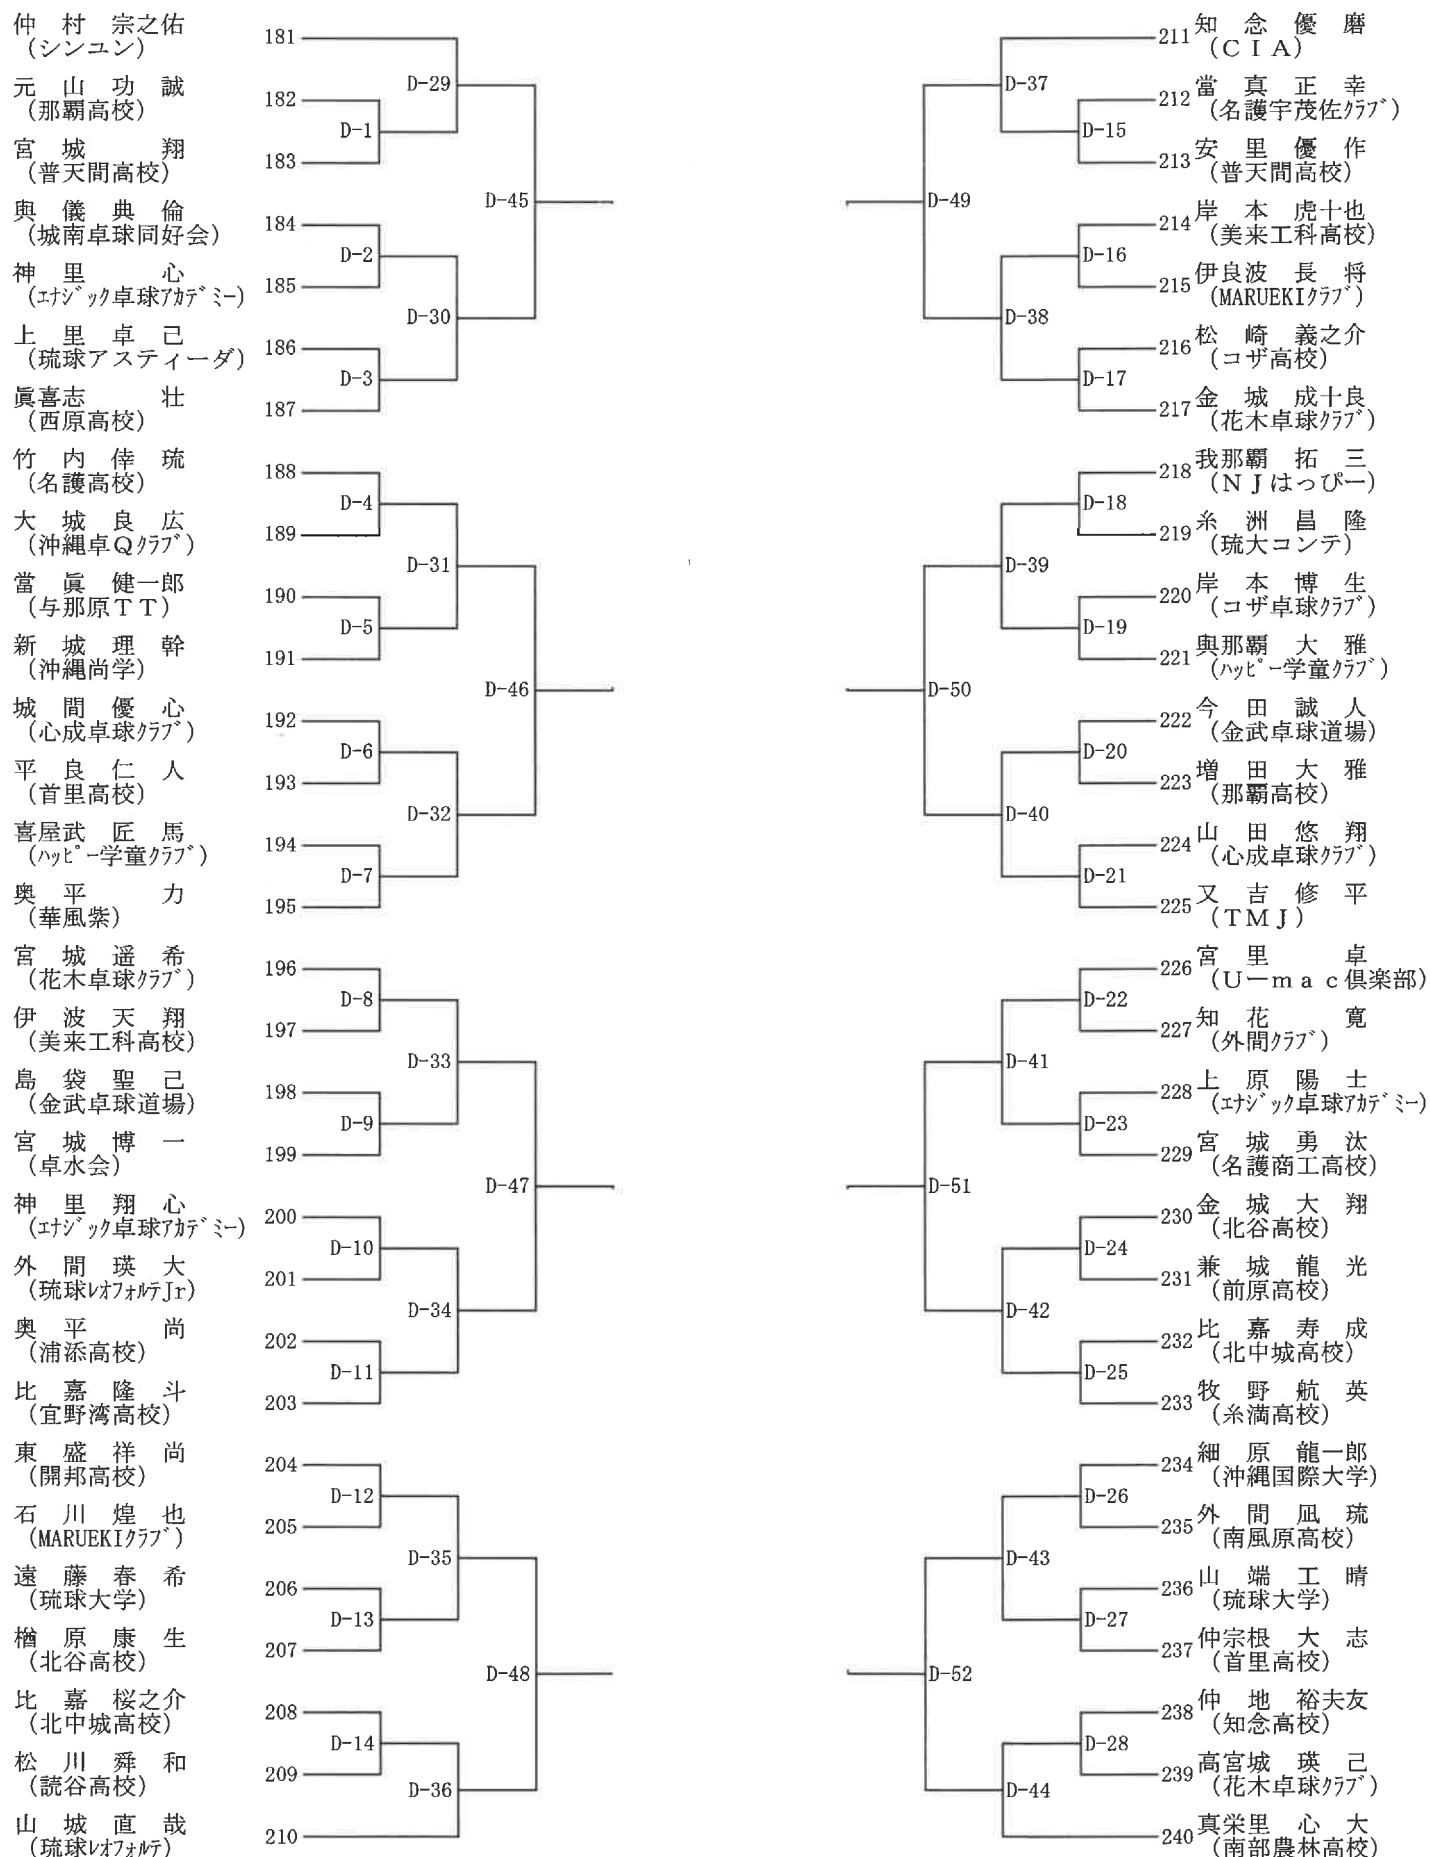 仲村宗之佑
(シンユン)
181
元山功誠
(那覇高校)
182
宮城翔
(普天間高校)
183
與儀典倫
(城南卓球同好会)
184
神里心
(ｴﾅｼﾞｯｸ卓球ｱｶﾃﾞﾐｰ)
185
上里卓己
(琉球アスティーダ)
186
眞喜志壮
(西原高校)
187
竹内倖琉
(名護高校)
188
大城良広
(沖縄卓Ｑｸﾗﾌﾞ)
189
當眞健一郎
(与那原ＴＴ)
190
新城理幹
(沖縄尚学)
191
城間優心
(心成卓球ｸﾗﾌﾞ)
192
平良仁人
(首里高校)
193
喜屋武匠馬
(ﾊｯﾋﾟｰ学童ｸﾗﾌﾞ)
194
奥平力
(華風紫)
195
宮城遥希
(花木卓球ｸﾗﾌﾞ)
196
伊波天翔
(美来工科高校)
197
島袋聖己
(金武卓球道場)
198
宮城博一
(卓水会)
199
神里翔心
(ｴﾅｼﾞｯｸ卓球ｱｶﾃﾞﾐｰ)
200
外間瑛大
(琉球ﾚｵﾌｫﾙﾃJr)
201
奥平尚
(浦添高校)
202
比嘉隆斗
(宜野湾高校)
203
東盛祥尚
(開邦高校)
204
石川煌也
(MARUEKIｸﾗﾌﾞ)
205
遠藤春希
(琉球大学)
206
楢原康生
(北谷高校)
207
比嘉桜之介
(北中城高校)
208
松川舜和
(読谷高校)
209
山城直哉
(琉球ﾚｵﾌｫﾙﾃ)
210
D-1
D-2
D-3
D-4
D-5
D-6
D-7
D-8
D-9
D-10
D-11
D-12
D-13
D-14
D-29
D-30
D-31
D-32
D-33
D-34
D-35
D-36
D-45
D-46
D-47
D-48
D-49
D-50
D-51
D-52
D-37
D-38
D-39
D-40
D-41
D-42
D-43
D-44
D-15
D-16
D-17
D-18
D-19
D-20
D-21
D-22
D-23
D-24
D-25
D-26
D-27
D-28
211
知念優磨
(ＣＩＡ)
212
當真正幸
(名護宇茂佐ｸﾗﾌﾞ)
213
安里優作
(普天間高校)
214
岸本虎十也
(美来工科高校)
215
伊良波長将
(MARUEKIｸﾗﾌﾞ)
216
松崎義之介
(コザ高校)
217
金城成十良
(花木卓球ｸﾗﾌﾞ)
218
我那覇拓三
(ＮＪはっぴー)
219
糸洲昌隆
(琉大コンテ)
220
岸本博生
(コザ卓球ｸﾗﾌﾞ)
221
與那覇大雅
(ﾊｯﾋﾟｰ学童ｸﾗﾌﾞ)
222
今田誠人
(金武卓球道場)
223
増田大雅
(那覇高校)
224
山田悠翔
(心成卓球ｸﾗﾌﾞ)
225
又吉修平
(ＴＭＪ)
226
宮里卓
(Ｕーｍａｃ倶楽部)
227
知花寛
(外間ｸﾗﾌﾞ)
228
上原陽士
(ｴﾅｼﾞｯｸ卓球ｱｶﾃﾞﾐｰ)
229
宮城勇汰
(名護商工高校)
230
金城大翔
(北谷高校)
231
兼城龍光
(前原高校)
232
比嘉寿成
(北中城高校)
233
牧野航英
(糸満高校)
234
細原龍一郎
(沖縄国際大学)
235
外間凪琉
(南風原高校)
236
山端工晴
(琉球大学)
237
仲宗根大志
(首里高校)
238
仲地裕夫友
(知念高校)
239
高宮城瑛己
(花木卓球ｸﾗﾌﾞ)
240
真栄里心大
(南部農林高校)